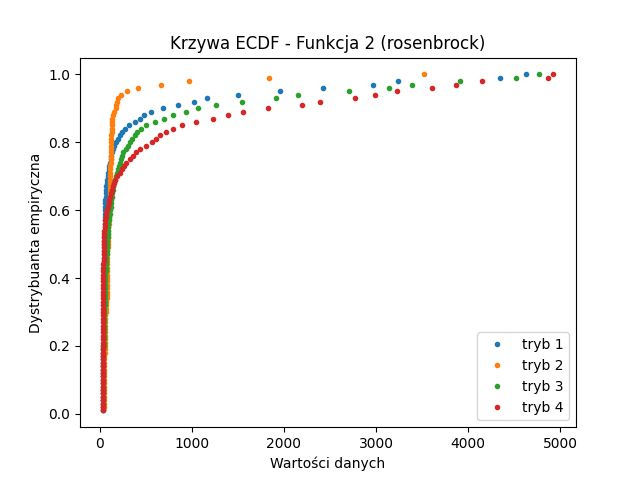 Krzywa ECDF - Funkcja 2 (rosenbrock)
1.0
0.8
0.6
0.4
0.2
0.0
Dystrybuanta empiryczna
tryb 1
tryb 2
tryb 3
tryb 4
0 1000 2000 3000 4000 5000
Wartości danych